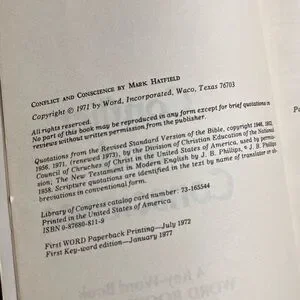 CONFLICT AND CONSCIENCE BY MARK HATFIELD
Copyright © 1971 by Word, Incorporated, Waco, Texas 76703
All rights reserved.
No part of this book may be reproduced in any form except for brief quotations in
reviews without written permission from the publisher.
Quotations from the Revised Standard Version of the Bible, copyright 1946, 1952,
1956, 1971, (renewed 1973), by the Division of Christian Education of the National
Council of Chruches of Christ in the United States of America, used by permis-
sion; The New Testament in Modern English by J. B. Phillips, © J. B. Phillips
1958. Scripture quotations are identified in the text by name of translator or ab-
breviations in conventional form.
Library of Congress catalog card number: 73-165544
Printed in the United States of America
ISBN 0-87680-811-9
First WORD Paperback Printing—July 1972
First Key-word edition—January 1977
A Key-Word Book
WORD